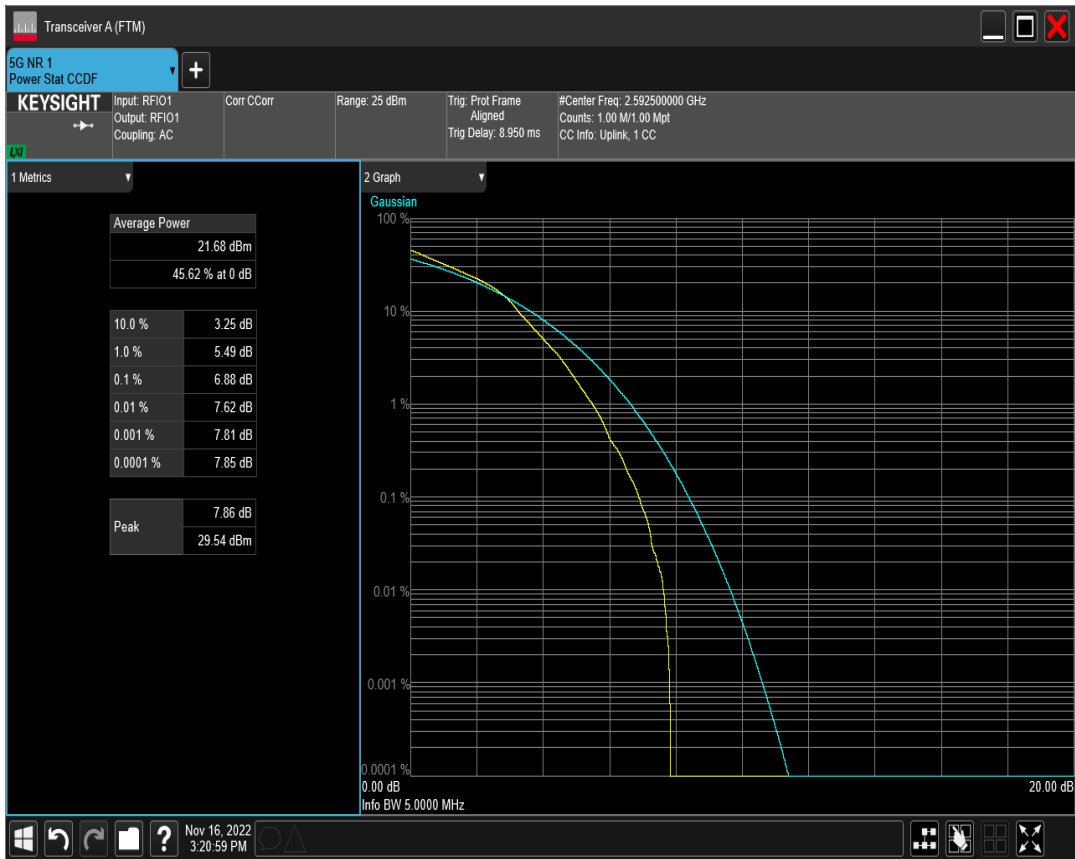 Transceiver A (FTM)
5G NR 1
Power Stat CCDF
KEYSIGHT
LXI
Input: RFIO1
Output: RFIO1
Coupling: AC
Corr CCorr
Range: 25 dBm
Trig: Prot Frame
Aligned
Trig Delay: 8.950 ms
#Center Freq: 2.592500000 GHz
Counts: 1.00 M/1.00 Mpt
CC Info: Uplink, 1 CC
1 Metrics
Average Power
21.68 dBm
45.62 % at 0 dB
10.0 % 3.25 dB
1.0 % 5.49 dB
0.1 % 6.88 dB
0.01 % 7.62 dB
0.001 % 7.81 dB
0.0001 % 7.85 dB
Peak
7.86 dB
29.54 dBm
2 Graph
Gaussian
100 %
10 %
1 %
0.1 %
0.01 %
0.001 %
0.0001 %
0.00 dB 20.00 dB
Info BW 5.0000 MHz
?
Nov 16, 2022
3:20:59 PM